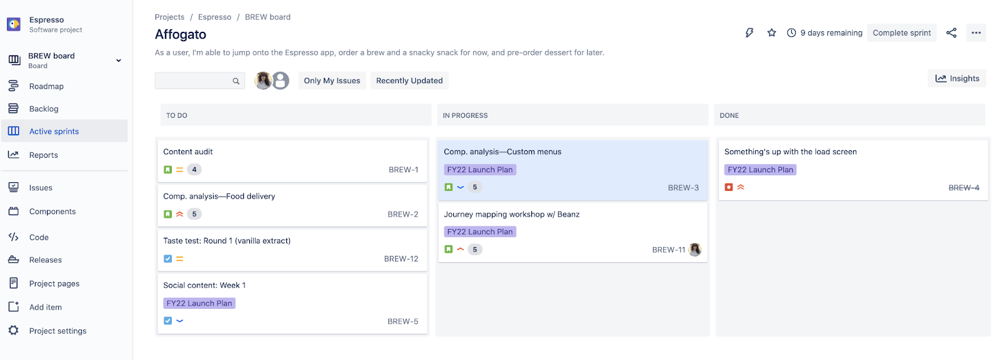 Espresso
Software project
BREW board
Board
Roadmap
Backlog
Active sprints
Reports
Issues
Components
Code
Releases
Project pages
Add item
Project settings
Projects / Espresso / BREW board
Affogato
9 days remaining
Complete sprint
As a user, I'm able to jump onto the Espresso app, order a brew and a snacky snack for now, and pre-order dessert for later.
Only My Issues
Recently Updated
Insights
TO DO
Content audit
4
BREW-1
Comp. analysis—Food delivery
5
BREW-2
Taste test: Round 1 (vanilla extract)
BREW-12
Social content: Week 1
FY22 Launch Plan
BREW-5
IN PROGRESS
Comp. analysis—Custom menus
FY22 Launch Plan
5
BREW-3
Journey mapping workshop w/ Beanz
FY22 Launch Plan
5
BREW-11
DONE
Something's up with the load screen
FY22 Launch Plan
BREW-4